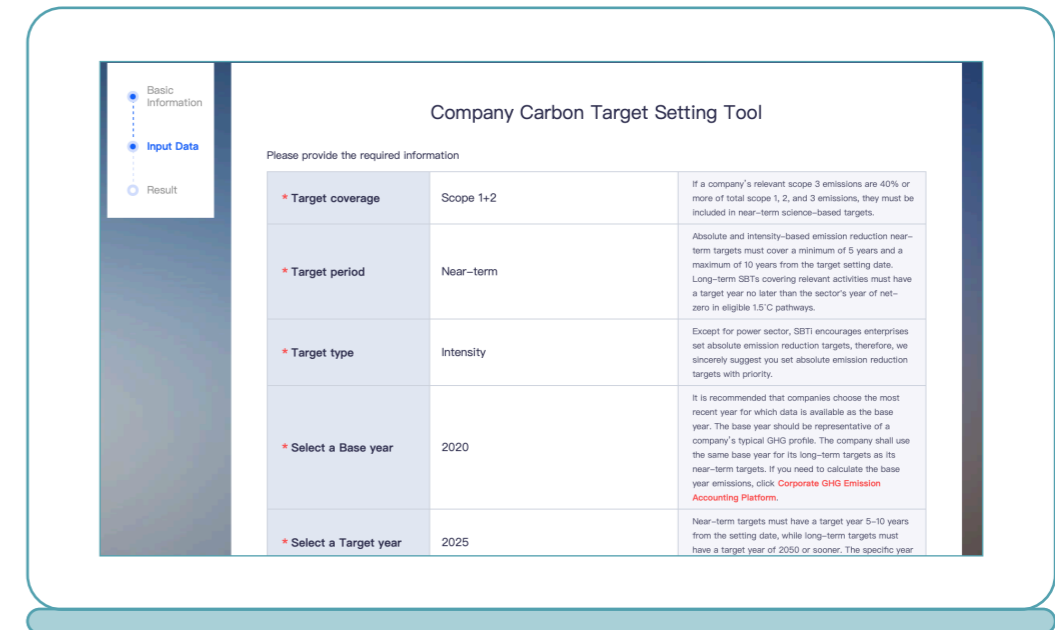 Basic
Information
Input Data
Result
Company Carbon Target Setting Tool
Please provide the required information
* Target coverage
Scope 1+2
If a company's relevant scope 3 emissions are 40% or
more of total scope 1, 2, and 3 emissions, they must be
included in near-term science-based targets.
* Target period
Near-term
Absolute and intensity-based emission reduction near-
term targets must cover a minimum of 5 years and a
maximum of 10 years from the target setting date.
Long-term SBTs covering relevant activities must have
a target year no later than the sector's year of net-
zero in eligible 1.5°C pathways.
* Target type
Intensity
Except for power sector, SBTi encourages enterprises
set absolute emission reduction targets, therefore, we
sincerely suggest you set absolute emission reduction
targets with priority.
* Select a Base year
2020
It is recommended that companies choose the most
recent year for which data is available as the base
year. The base year should be representative of a
company's typical GHG profile. The company shall use
the same base year for its long-term targets as its
near-term targets. If you need to calculate the base
year emissions, click Corporate GHG Emission
Accounting Platform.
* Select a Target year
2025
Near-term targets must have a target year 5-10 years
from the setting date, while long-term targets must
have a target year of 2050 or sooner. The specific year